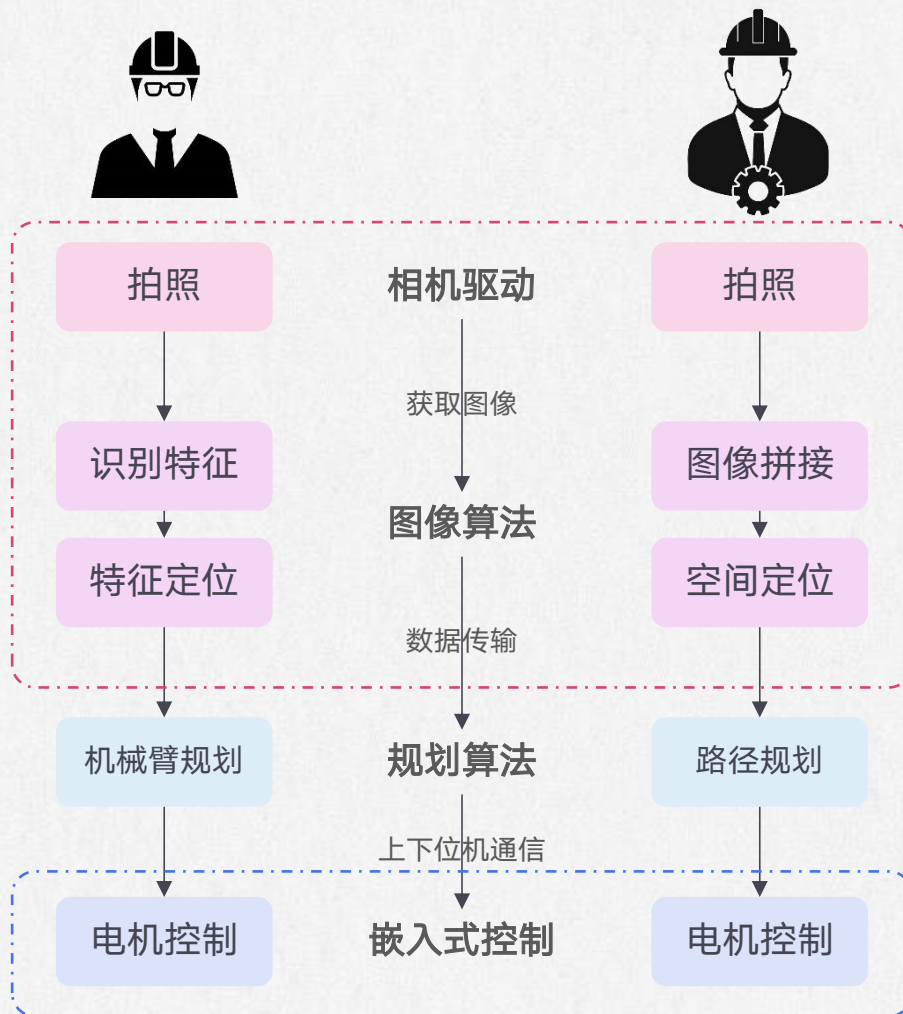 拍照
相机驱动
拍照
获取图像
识别特征
图像拼接
图像算法
特征定位
空间定位
数据传输
机械臂规划
规划算法
路径规划
上下位机通信
电机控制
嵌入式控制
电机控制